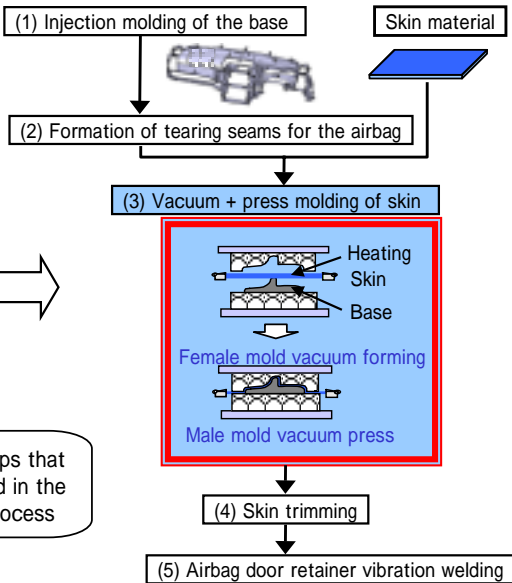 (1) Injection molding of the base
Skin material
(2) Formation of tearing seams for the airbag
(3) Vacuum + press molding of skin
Heating
Skin
Base
Female mold vacuum forming
Male mold vacuum press
ps that
d in the
ocess
(4) Skin trimming
(5) Airbag door retainer vibration welding